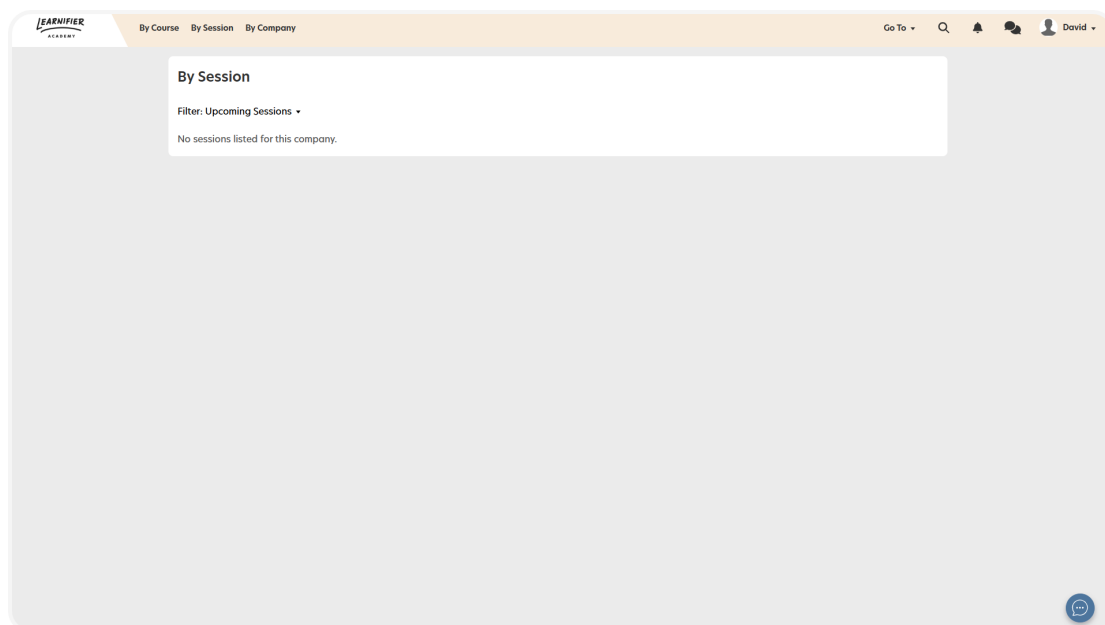 LEARNIFIER
ACADEMY
By Course By Session By Company
Go To
David
By Session
Filter: Upcoming Sessions
No sessions listed for this company.